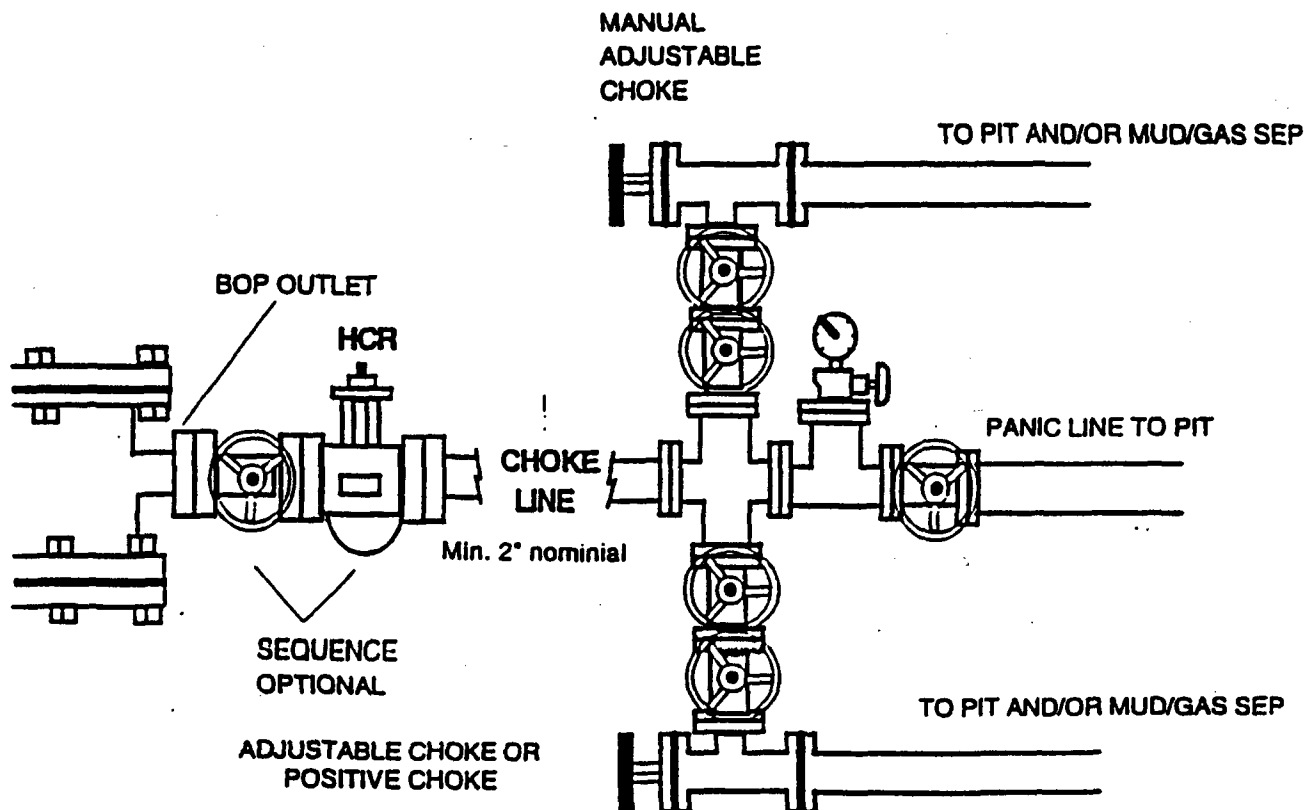 MANUAL
ADJUSTABLE
CHOKE
TO PIT AND/OR MUD/GAS SEP
BOP OUTLET
HCR
PANIC LINE TO PIT
CHOKE
LINE
Min. 2" nominial
SEQUENCE
OPTIONAL
TO PIT AND/OR MUD/GAS SEP
ADJUSTABLE CHOKE OR
POSITIVE CHOKE